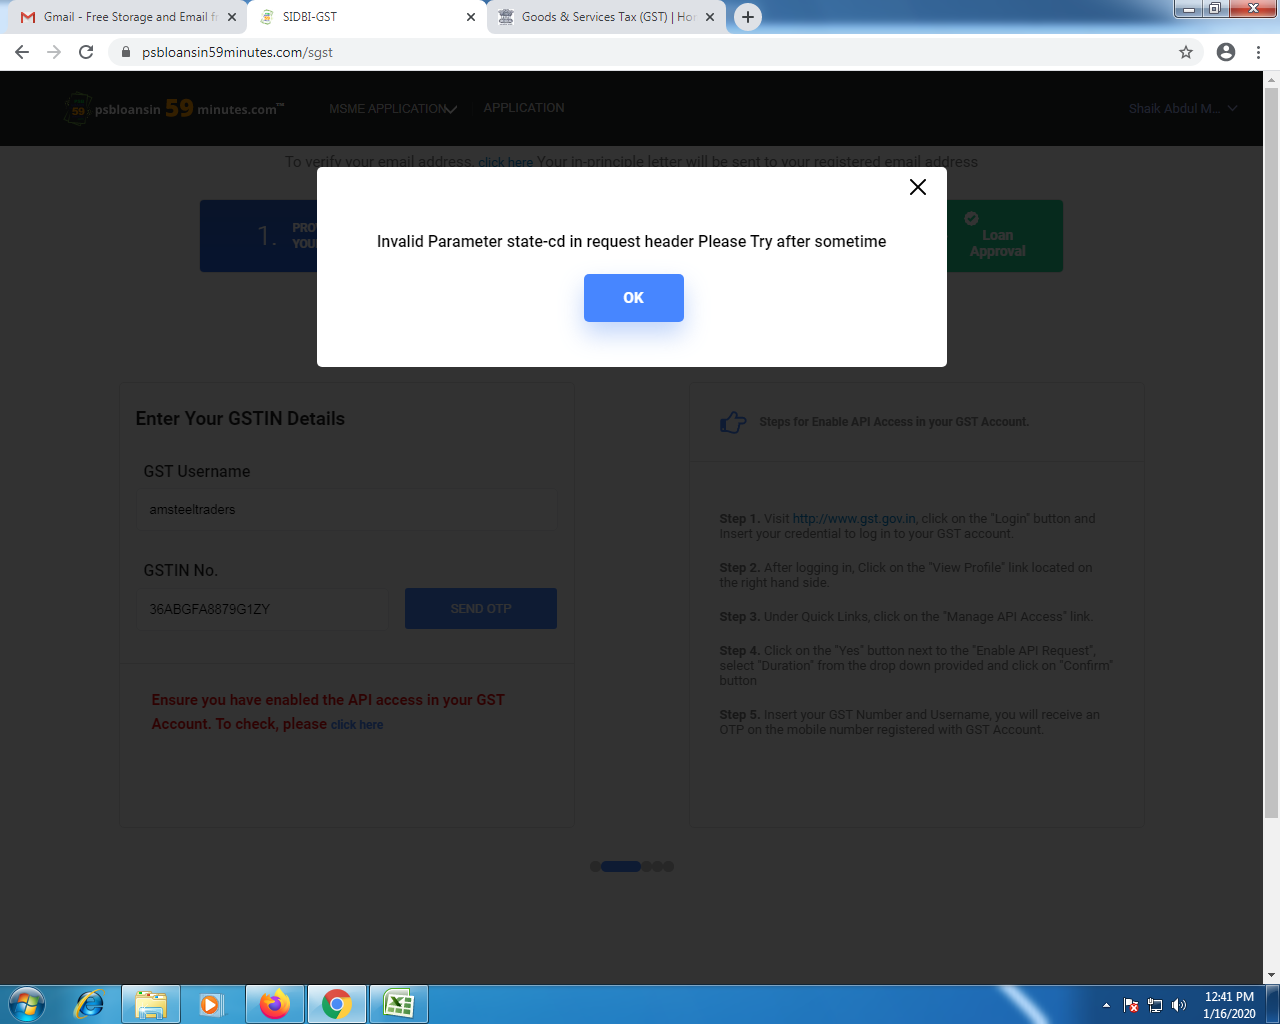 Gmail - Free Storage and Email fr
SIDBI-GST
Goods & Services Tax (GST) | Hor
psbloansin59minutes.com/sgst
psbloansin 59 minutes.com™
MSME APPLICATION
APPLICATION
Shaik Abdul M...
To verify your email address, click here Your in-principle letter will be sent to your registered email address
1.
PRO
YOU
Loan
Approval
Invalid Parameter state-cd in request header Please Try after sometime
OK
Enter Your GSTIN Details
GST Username
amsteeltraders
GSTIN No.
36ABGFA8879G1ZY
SEND OTP
Ensure you have enabled the API access in your GST
Account. To check, please click here
Steps for Enable API Access in your GST Account.
Step 1. Visit http://www.gst.gov.in, click on the "Login" button and
Insert your credential to log in to your GST account.
Step 2. After logging in, Click on the "View Profile" link located on
the right hand side.
Step 3. Under Quick Links, click on the "Manage API Access" link.
Step 4. Click on the "Yes" button next to the "Enable API Request",
select "Duration" from the drop down provided and click on "Confirm"
button
Step 5. Insert your GST Number and Username, you will receive an
OTP on the mobile number registered with GST Account.
12:41 PM
1/16/2020